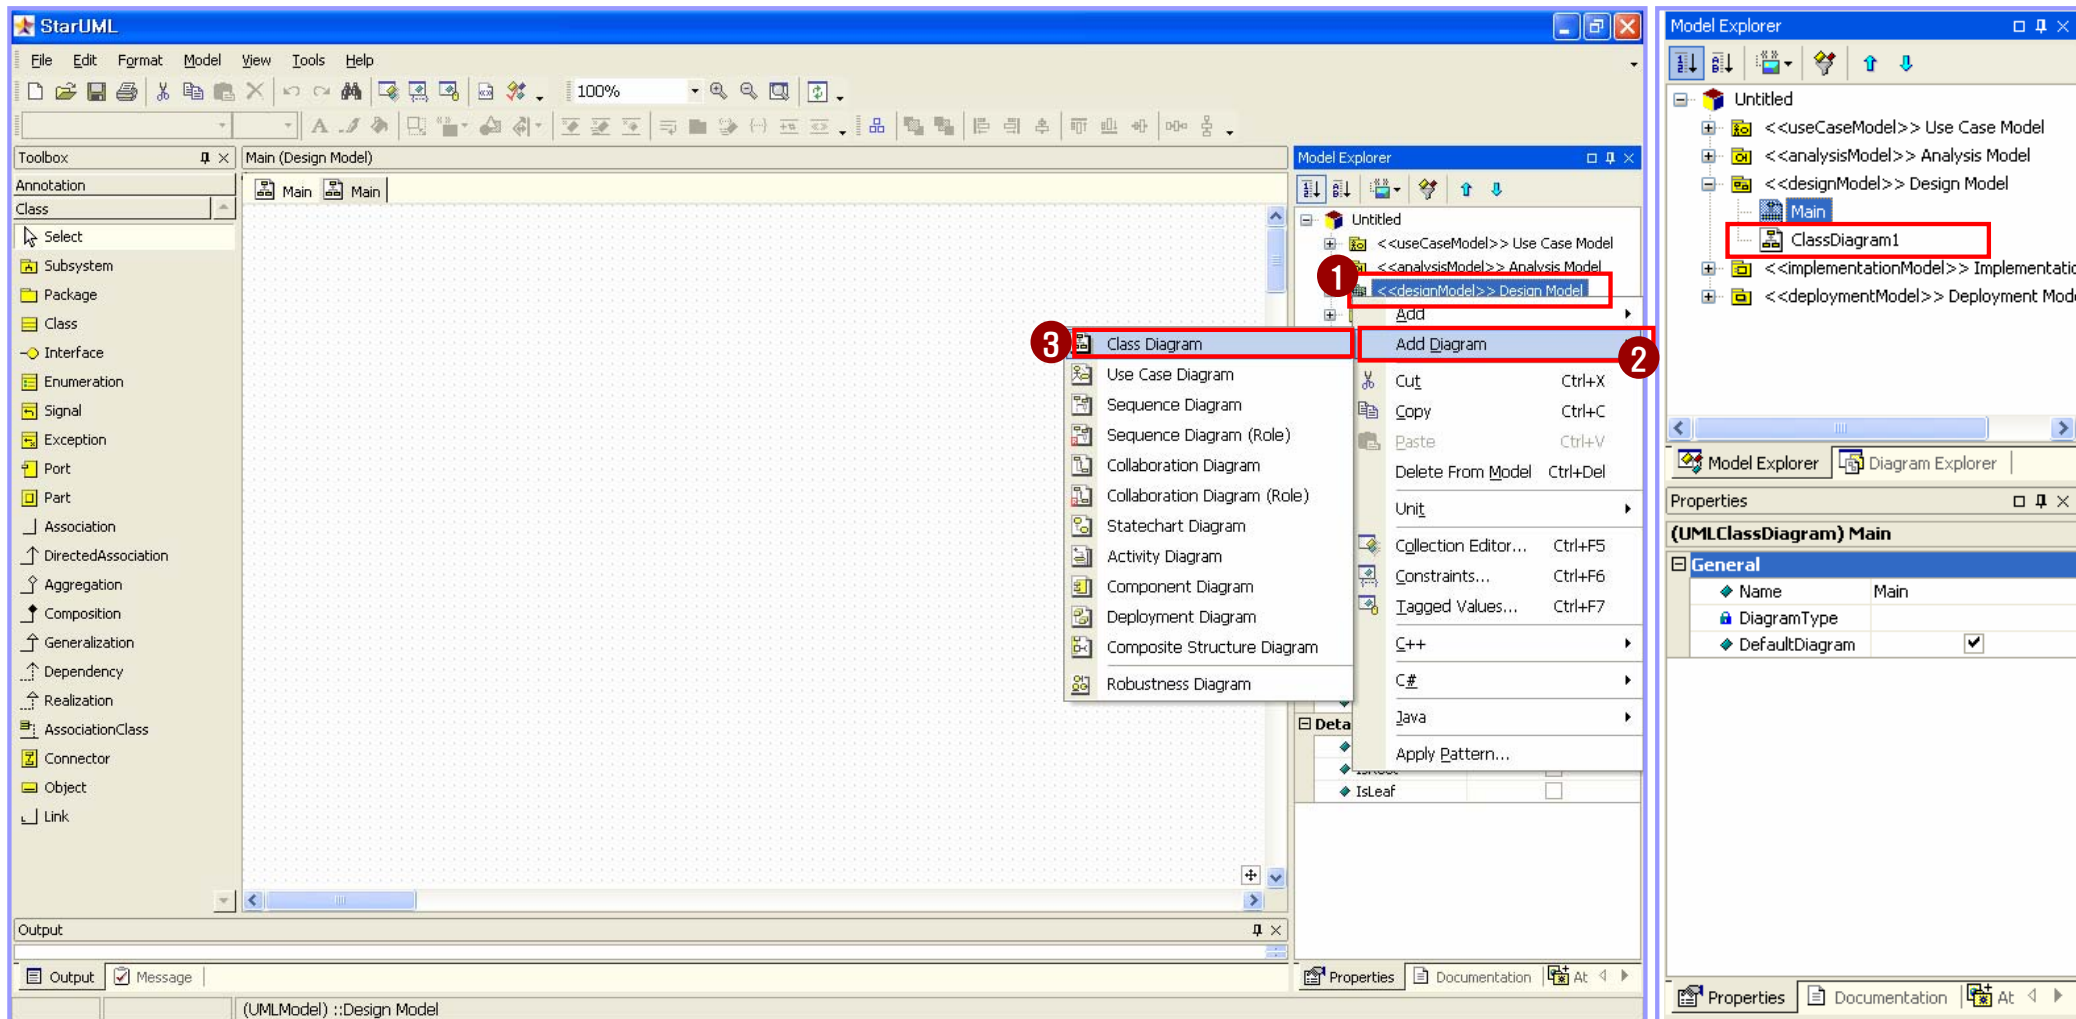 StarUML
File Edit Format Model View Tools Help
100%
Toolbox
Annotation
Class
Select
Subsystem
Package
Class
Interface
Enumeration
Signal
Exception
Port
Part
Association
DirectedAssociation
Aggregation
Composition
Generalization
Dependency
Realization
AssociationClass
Connector
Object
Link
Main (Design Model)
Main Main
Model Explorer
Untitled
<<useCaseModel>> Use Case Model
<<analysisModel>> Analysis Model
1
<<designModel>> Design Model
Add
Add Diagram
2
Cut Ctrl+X
Copy Ctrl+C
Paste Ctrl+V
Delete From Model Ctrl+Del
Unit
Collection Editor... Ctrl+F5
Constraints... Ctrl+F6
Tagged Values... Ctrl+F7
C++
C#
Java
Apply Pattern...
3
Class Diagram
Use Case Diagram
Sequence Diagram
Sequence Diagram (Role)
Collaboration Diagram
Collaboration Diagram (Role)
Statechart Diagram
Activity Diagram
Component Diagram
Deployment Diagram
Composite Structure Diagram
Robustness Diagram
Deta
IsLeaf
Output
Output Message
Properties Documentation At
(UMLModel) ::Design Model
Model Explorer
Untitled
<<useCaseModel>> Use Case Model
<<analysisModel>> Analysis Model
<<designModel>> Design Model
Main
ClassDiagram1
<<implementationModel>> Implementatio
<<deploymentModel>> Deployment Mod
Model Explorer Diagram Explorer
Properties
(UMLClassDiagram) Main
General
Name Main
DiagramType
DefaultDiagram
Properties Documentation At